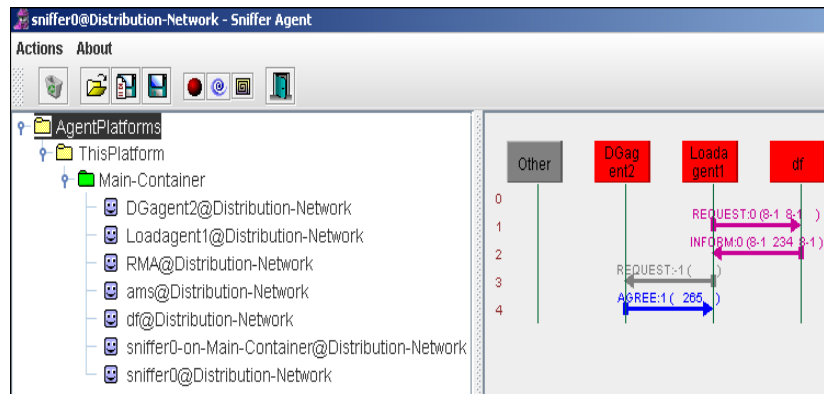 sniffer0@Distribution-Network - Sniffer Agent
Actions About
AgentPlatforms
ThisPlatform
Main-Container
DGagent2@Distribution-Network
Loadagent1@Distribution-Network
RMA@Distribution-Network
ams@Distribution-Network
df@Distribution-Network
sniffer0-on-Main-Container@Distribution-Network
sniffer0@Distribution-Network
Other
DGag
ent2
Loada
gent1
df
0
REQUEST:0 (8-1 8-1 )
1
INFORM:0 (8-1 234 8-1 )
2
REQUEST:-1 ( )
3
AGREE:1 ( 265 )
4